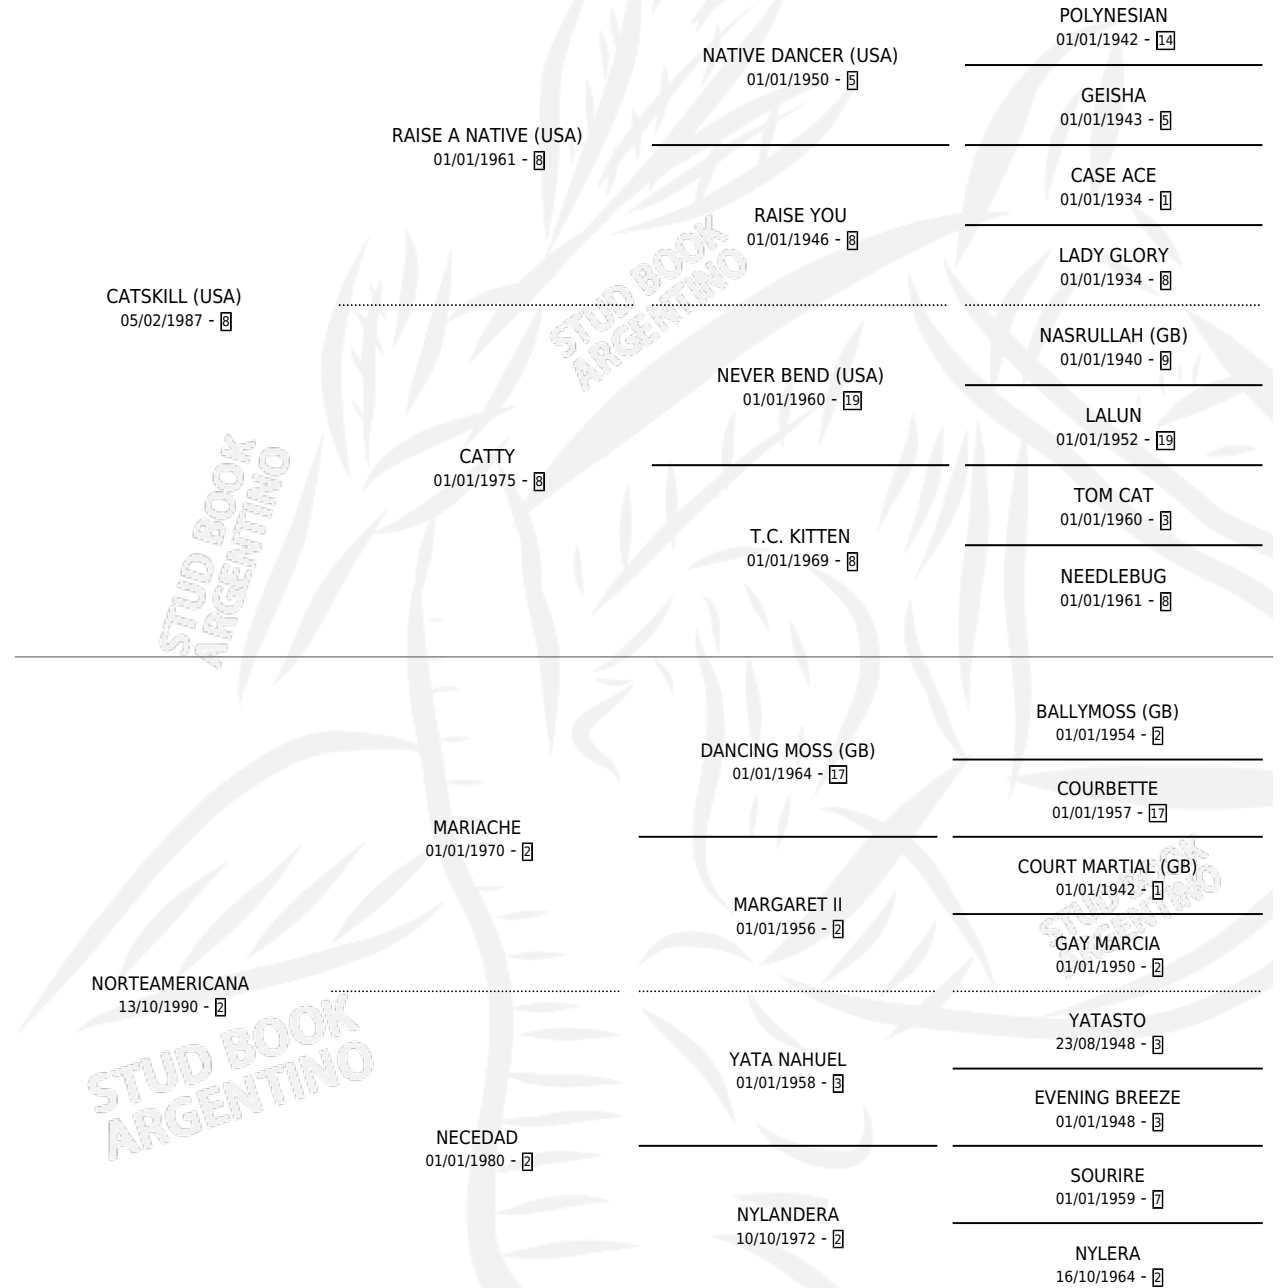 POLYNESIAN
01/01/1942 - 14
NATIVE DANCER (USA)
01/01/1950 - 5
GEISHA
01/01/1943 - 5
RAISE A NATIVE (USA)
01/01/1961 - 8
CASE ACE
01/01/1934 - 1
RAISE YOU
01/01/1946 - 8
LADY GLORY
01/01/1934 - 8
CATSKILL (USA)
05/02/1987 - 8
STUD BOOK
ARGENTINO
NASRULLAH (GB)
01/01/1940 - 9
NEVER BEND (USA)
01/01/1960 - 19
LALUN
01/01/1952 - 19
CATTY
01/01/1975 - 8
TOM CAT
01/01/1960 - 3
T.C. KITTEN
01/01/1969 - 8
NEEDLEBUG
01/01/1961 - 8
STUD BOOK
ARGENTINO
BALLYMOSS (GB)
01/01/1954 - 2
DANCING MOSS (GB)
01/01/1964 - 17
COURBETTE
01/01/1957 - 17
MARIACHE
01/01/1970 - 2
COURT MARTIAL (GB)
01/01/1942 - 1
MARGARET II
01/01/1956 - 2
GAY MARCIA
01/01/1950 - 2
STUD BOOK
ARGENTINO
NORTEAMERICANA
13/10/1990 - 2
YATASTO
23/08/1948 - 3
YATA NAHUEL
01/01/1958 - 3
EVENING BREEZE
01/01/1948 - 3
STUD BOOK
ARGENTINO
NECEDAD
01/01/1980 - 2
SOURIRE
01/01/1959 - 7
NYLANDERA
10/10/1972 - 2
NYLERA
16/10/1964 - 2